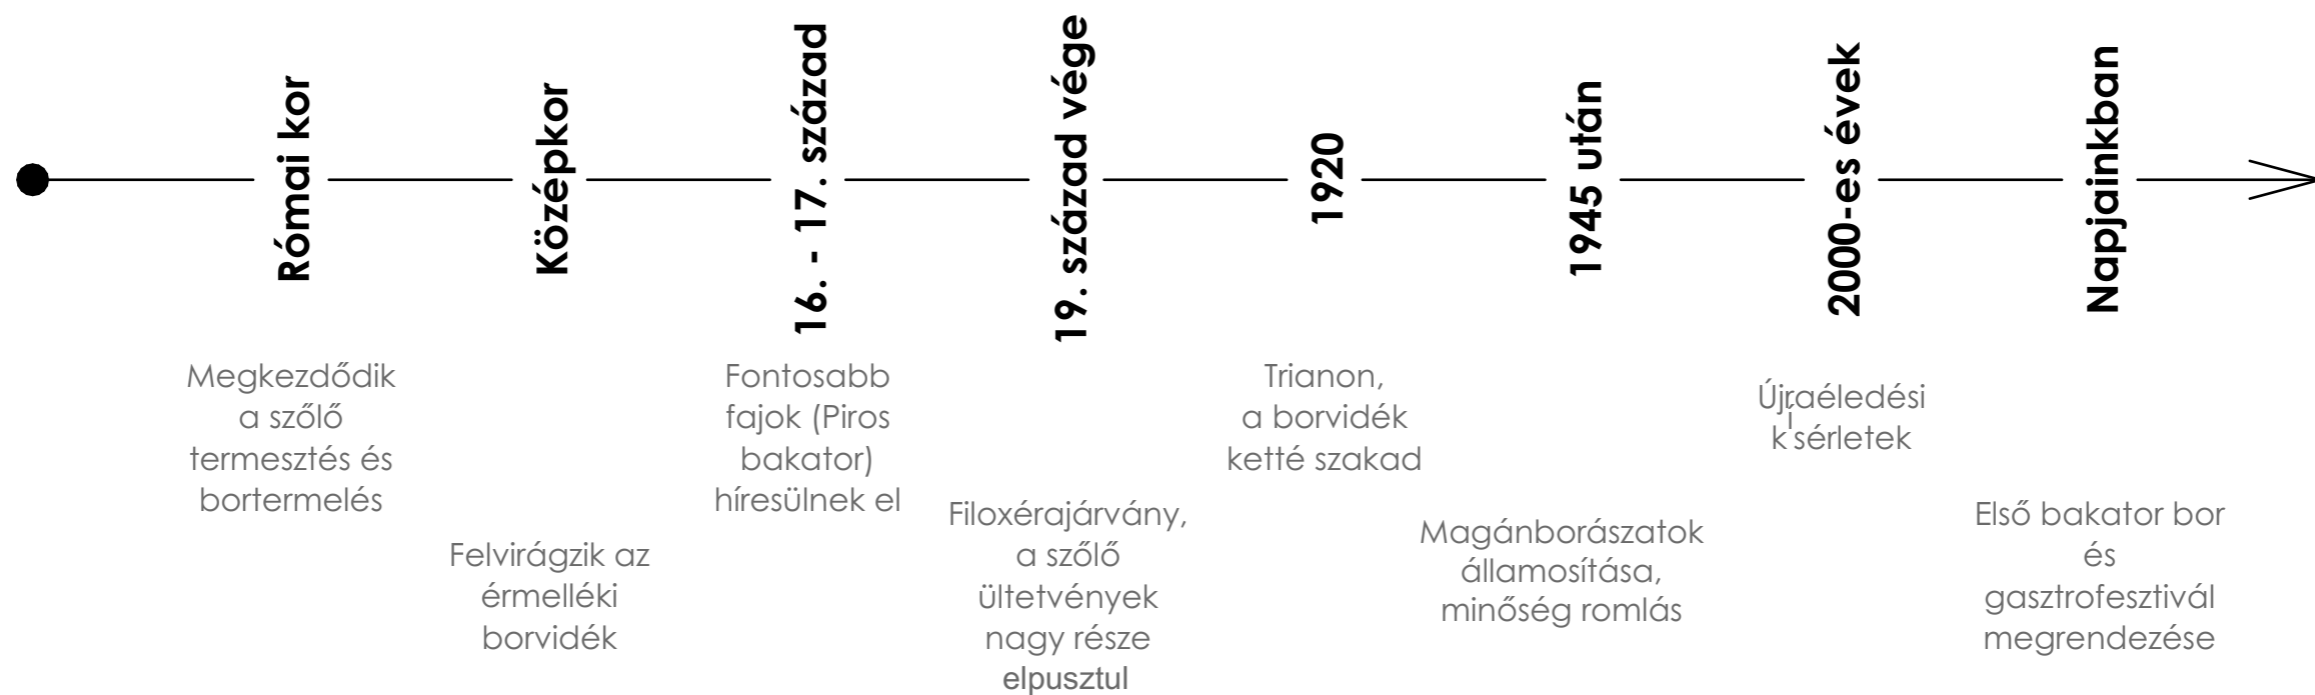 Római kor
Középkor
16. - 17. század
19. század vége
1920
1945 után
2000-es évek
Napjainkban
Megkezdődik
a szőlő
termesztés és
bortermelés
Felvirágzik az
érmelléki
borvidék
Fontosabb
fajok (Piros
bakator)
híresülnek el
Filoxérajárvány,
a szőlő
ültetvények
nagy része
elpusztul
Trianon,
a borvidék
ketté szakad
Magánborászatok
államosítása,
minőség romlás
Újraéledési
kísérletek
Első bakator bor
és
gasztrofesztivál
megrendezése